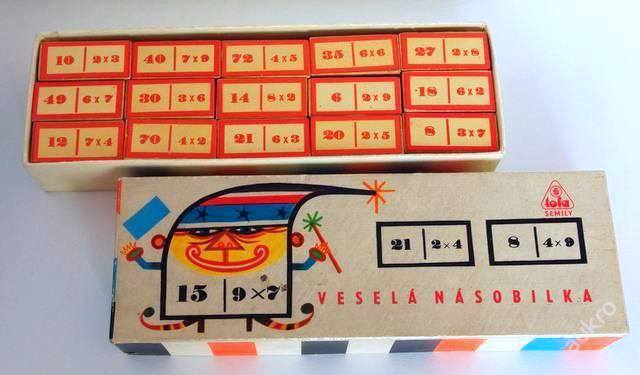 10 | 2x3
40 | 7x9
72 | 4x5
35 | 6x6
27 | 2x8
49 | 6x7
30 | 3x6
14 | 8x2
6 | 2x9
18 | 6x2
12 | 7x4
70 | 4x2
21 | 6x3
20 | 2x5
8 | 3x7
tofa
SEMILY
21 | 2x4
8 | 4x9
15 | 9x7
VESELÁ NÁSOBILKA